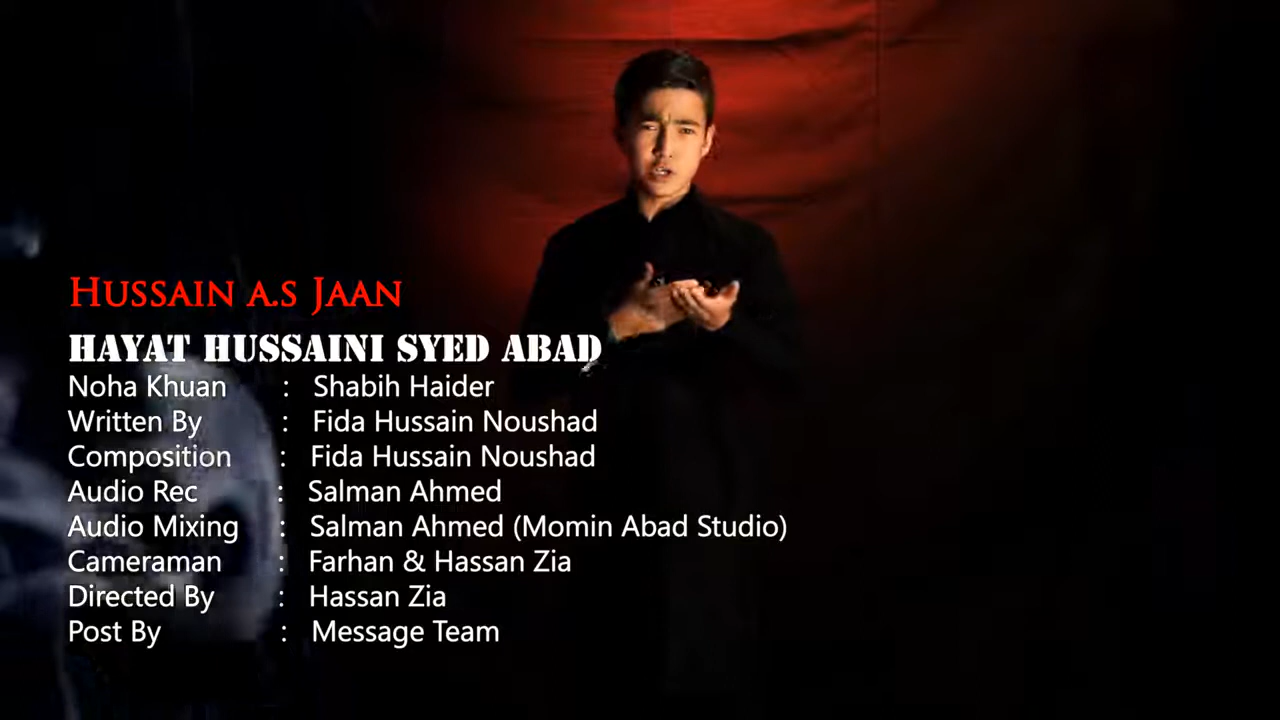 Hussain a.s Jaan
HAYAT HUSSAINI SYED ABAD
Noha Khuan : Shabih Haider
Written By : Fida Hussain Noushad
Composition : Fida Hussain Noushad
Audio Rec : Salman Ahmed
Audio Mixing : Salman Ahmed (Momin Abad Studio)
Cameraman : Farhan & Hassan Zia
Directed By : Hassan Zia
Post By : Message Team